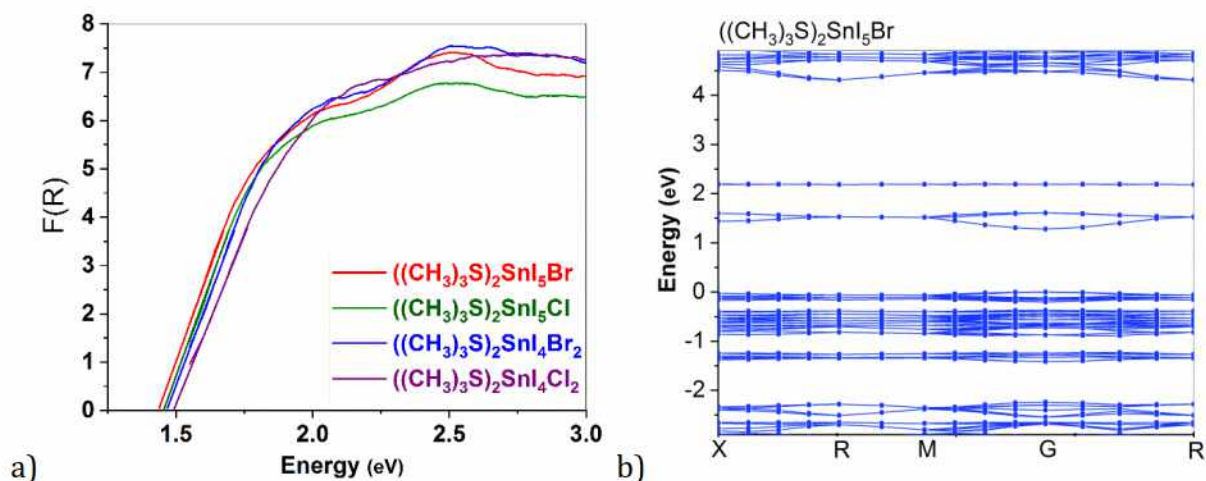 a)
F(R)
8
7
6
5
4
3
2
1
0
((CH₃)₃S)₂SnI₅Br
((CH₃)₃S)₂SnI₅Cl
((CH₃)₃S)₂SnI₄Br₂
((CH₃)₃S)₂SnI₄Cl₂
1.5 2.0 2.5 3.0
Energy (eV)
b)
((CH₃)₃S)₂SnI₅Br
Energy (eV)
4
3
2
1
0
-1
-2
X R M G R